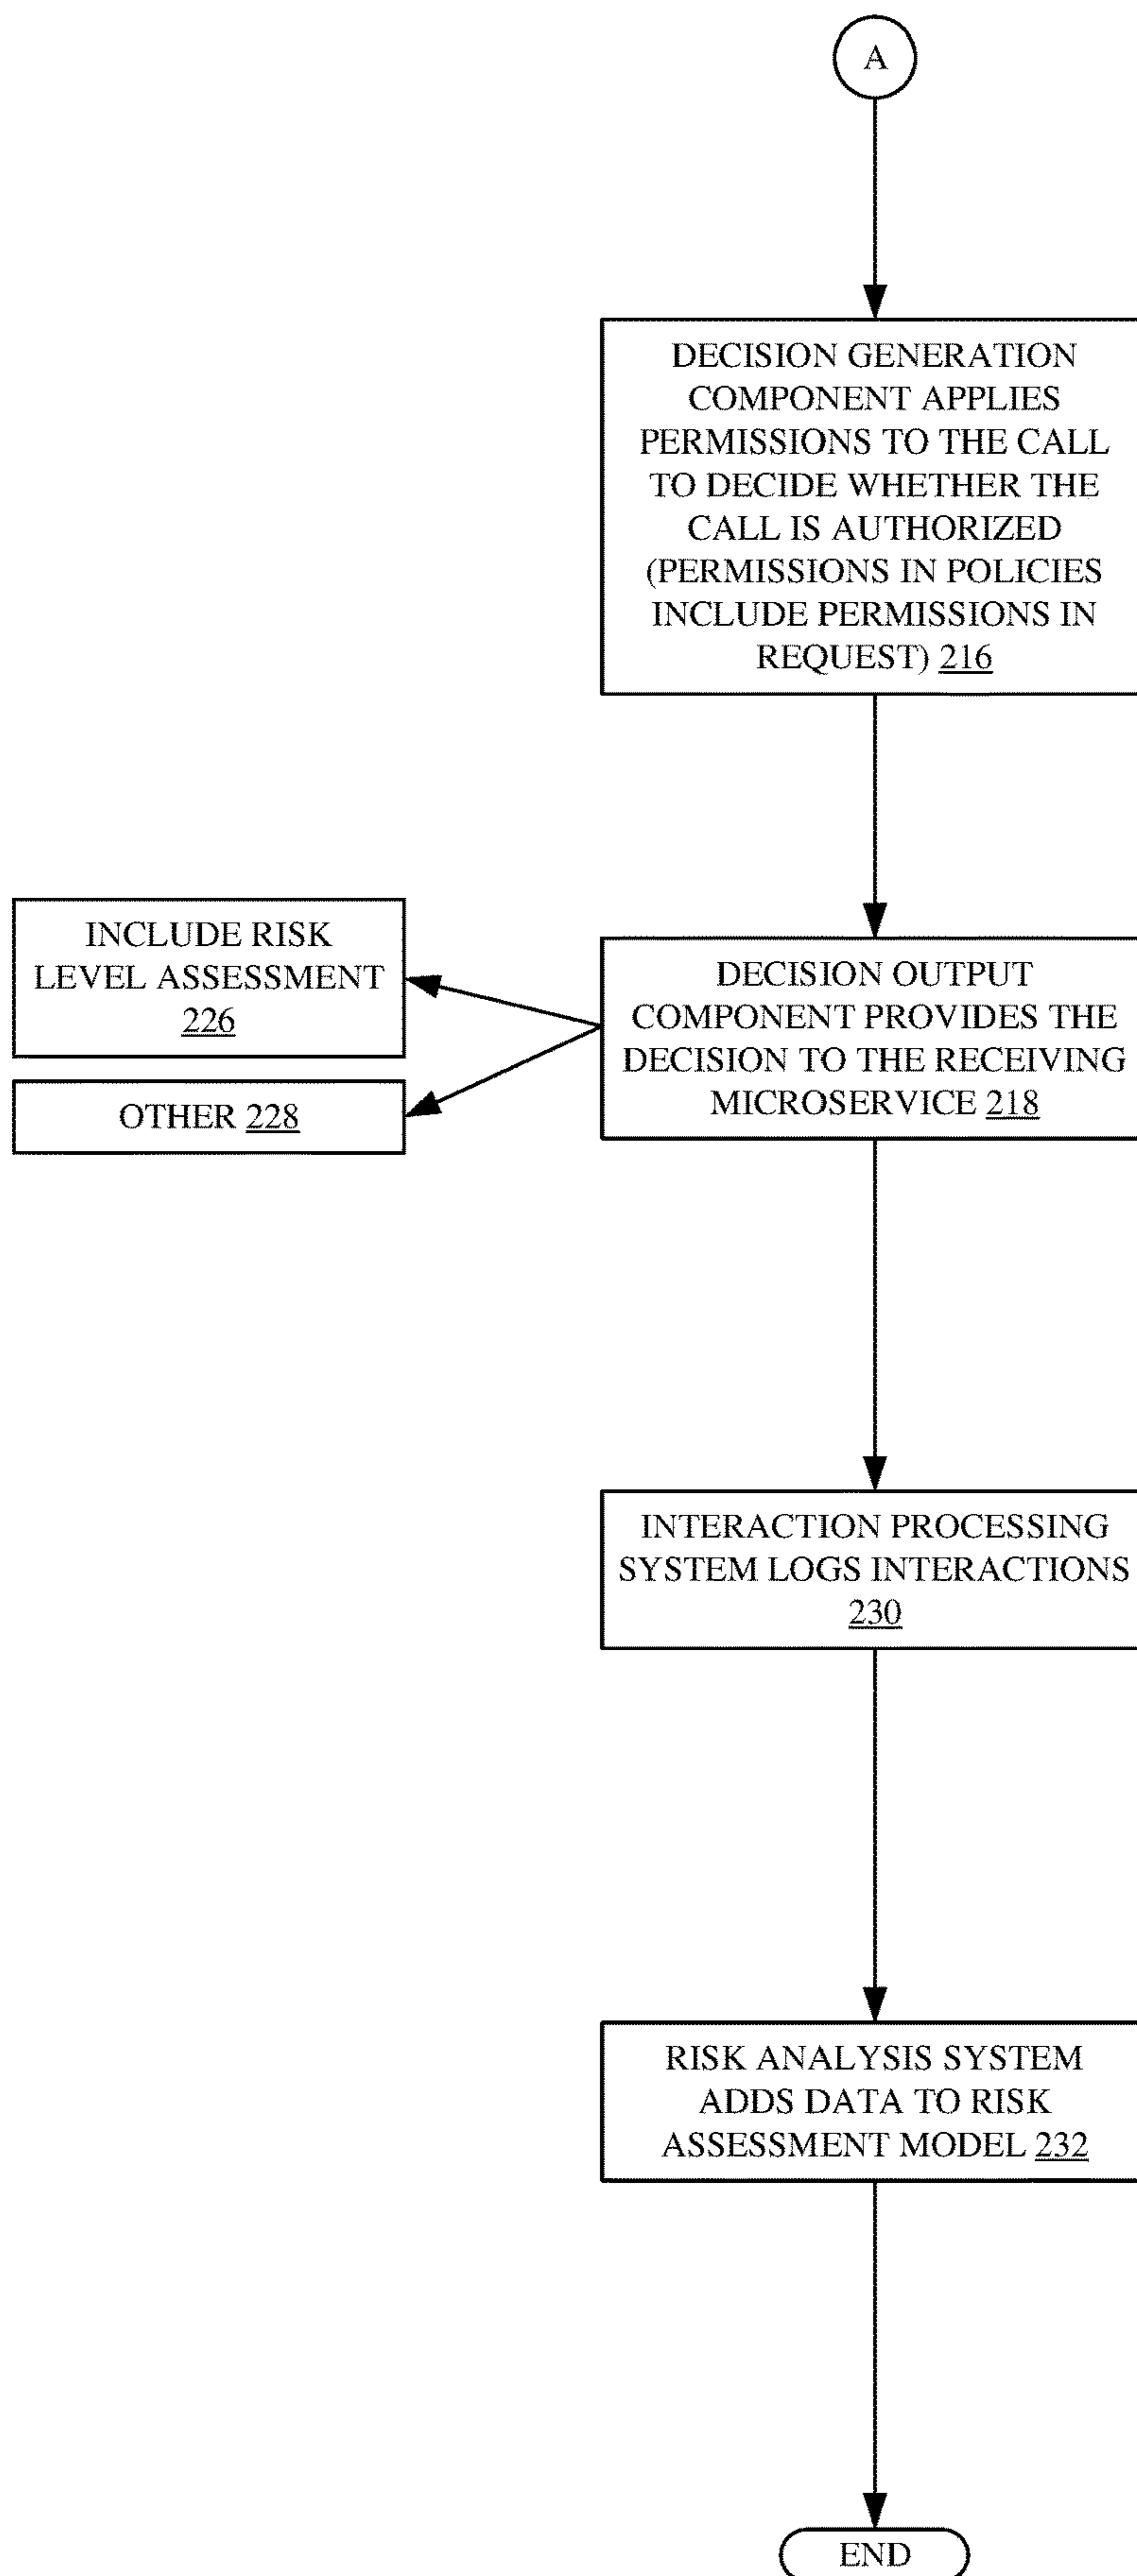 A
DECISION GENERATION
COMPONENT APPLIES
PERMISSIONS TO THE CALL
TO DECIDE WHETHER THE
CALL IS AUTHORIZED
(PERMISSIONS IN POLICIES
INCLUDE PERMISSIONS IN
REQUEST) 216
INCLUDE RISK
LEVEL ASSESSMENT
226
OTHER 228
DECISION OUTPUT
COMPONENT PROVIDES THE
DECISION TO THE RECEIVING
MICROSERVICE 218
INTERACTION PROCESSING
SYSTEM LOGS INTERACTIONS
230
RISK ANALYSIS SYSTEM
ADDS DATA TO RISK
ASSESSMENT MODEL 232
END